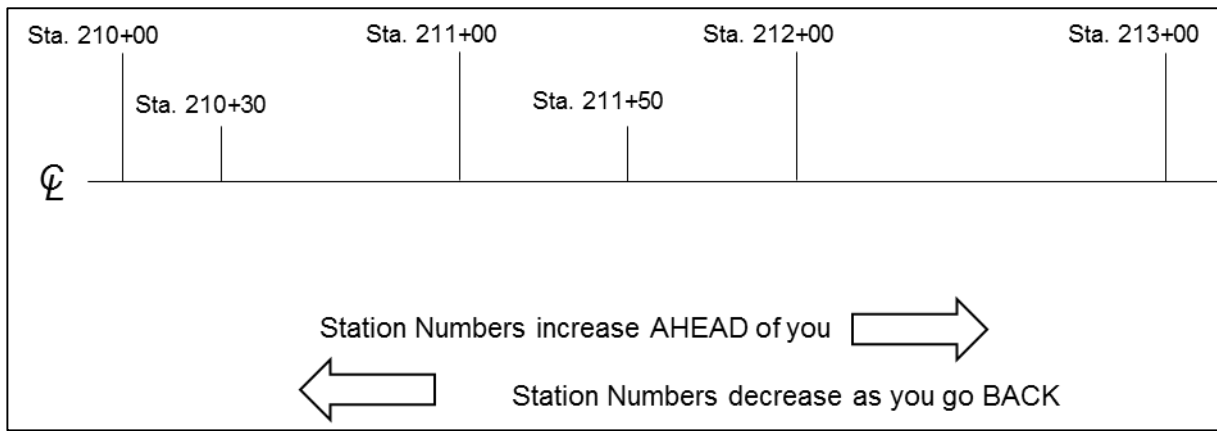 Sta. 210+00
Sta. 211+00
Sta. 212+00
Sta. 213+00
Sta. 210+30
Sta. 211+50
℄
Station Numbers increase AHEAD of you
Station Numbers decrease as you go BACK